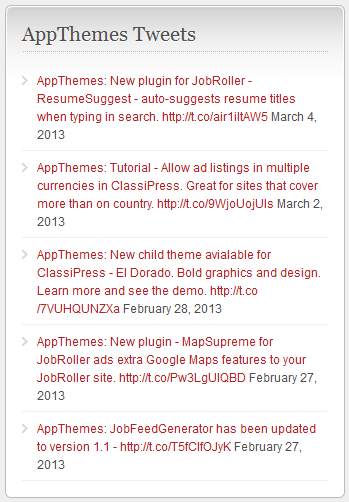 AppThemes Tweets
AppThemes: New plugin for JobRoller -
ResumeSuggest - auto-suggests resume titles
when typing in search. http://t.co/air1iItAW5 March 4,
2013
AppThemes: Tutorial - Allow ad listings in multiple
currencies in ClassiPress. Great for sites that cover
more than on country. http://t.co/9WjoUojUIs March 2,
2013
AppThemes: New child theme avialable for
ClassiPress - El Dorado. Bold graphics and design.
Learn more and see the demo. http://t.co
/7VUHQUNZXa February 28, 2013
AppThemes: New plugin - MapSupreme for
JobRoller ads extra Google Maps features to your
JobRoller site. http://t.co/Pw3LgUIQBD February 27,
2013
AppThemes: JobFeedGenerator has been updated
to version 1.1 - http://t.co/T5fClfOJyK February 27,
2013